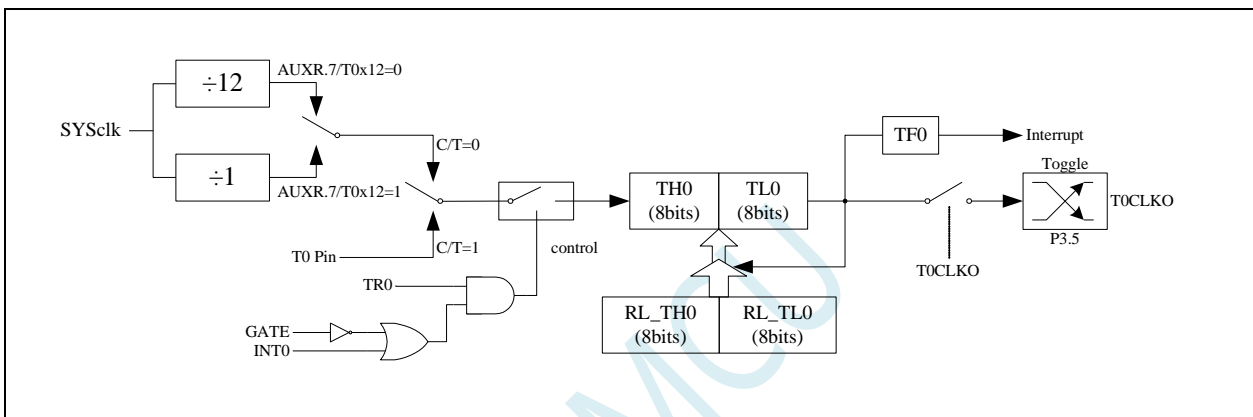 ÷12
AUXR.7/T0x12=0
SYSclk
÷1
AUXR.7/T0x12=1
C/T=0
T0 Pin
C/T=1
control
TR0
GATE
INT0
TH0
(8bits)
TL0
(8bits)
RL_TH0
(8bits)
RL_TL0
(8bits)
TF0
Interrupt
Toggle
T0CLKO
P3.5
T0CLKO
MCU